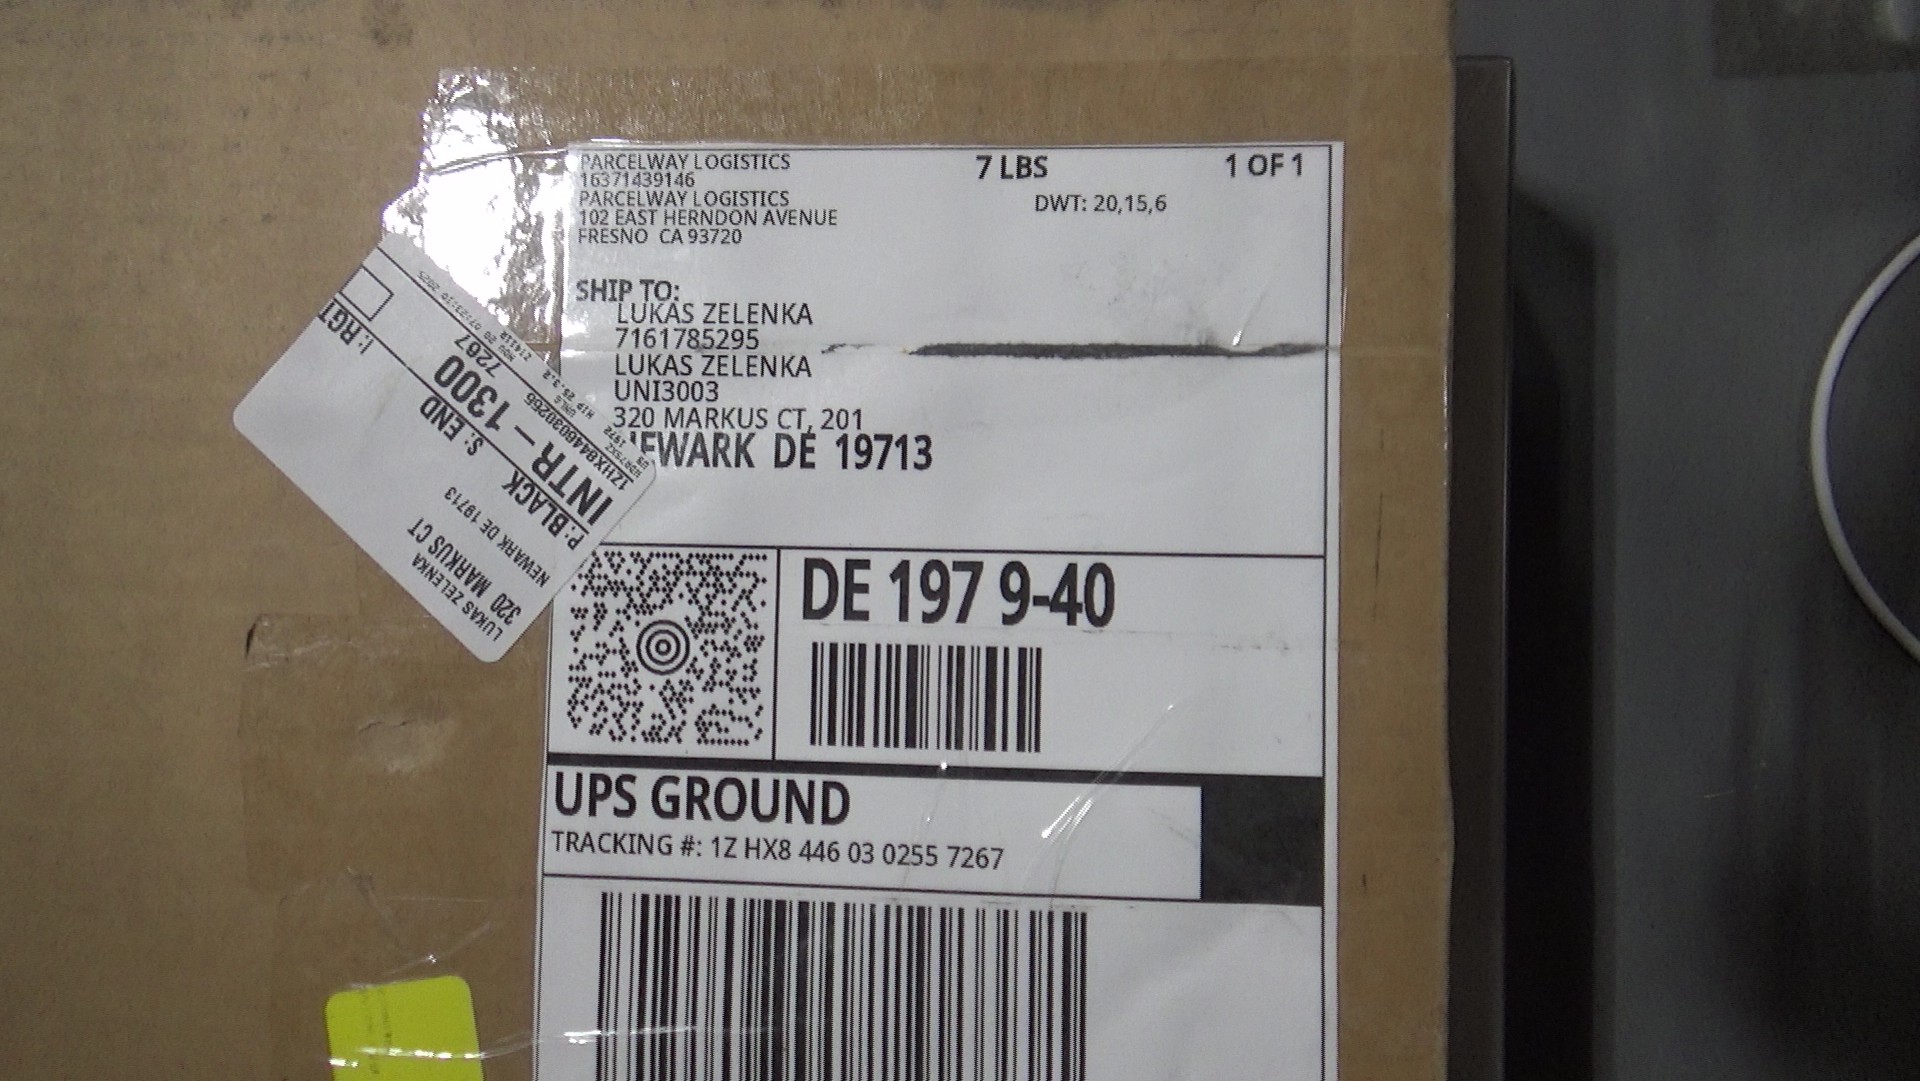 PARCELWAY LOGISTICS
16371439146
PARCELWAY LOGISTICS
102 EAST HERNDON AVENUE
FRESNO CA 93720
7 LBS
1 OF 1
DWT: 20,15,6
SHIP TO:
LUKAS ZELENKA
7161785295
LUKAS ZELENKA
UNI3003
320 MARKUS CT, 201
NEWARK DE 19713
DE 197 9-40
UPS GROUND
TRACKING #: 1Z HX8 446 03 0255 7267
LUKAS ZELENKA
320 MARKUS CT
NEWARK DE 19713
P: BLACK S: END I: RGT
INTR – 1300
7267